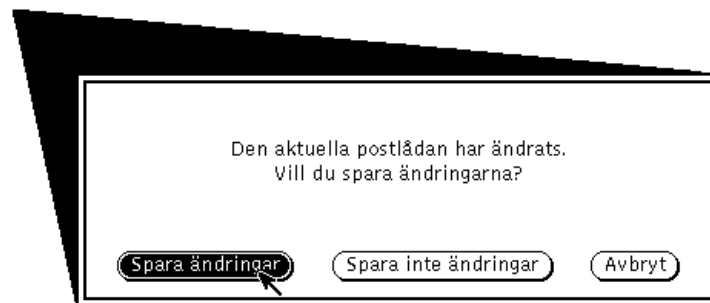 Den aktuella postlådan har ändrats.
Vill du spara ändringarna?
Spara ändringar Spara inte ändringar Avbryt